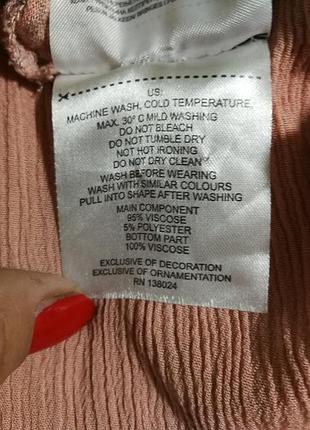 US:
MACHINE WASH, COLD TEMPERATURE,
MAX. 30° C MILD WASHING
DO NOT BLEACH
DO NOT TUMBLE DRY
NOT HOT IRONING
DO NOT DRY CLEAN
WASH BEFORE WEARING
WASH WITH SIMILAR COLOURS
PULL INTO SHAPE AFTER WASHING
MAIN COMPONENT
95% VISCOSE
5% POLYESTER
BOTTOM PART
100% VISCOSE
EXCLUSIVE OF DECORATION
EXCLUSIVE OF ORNAMENTATION
RN 138024